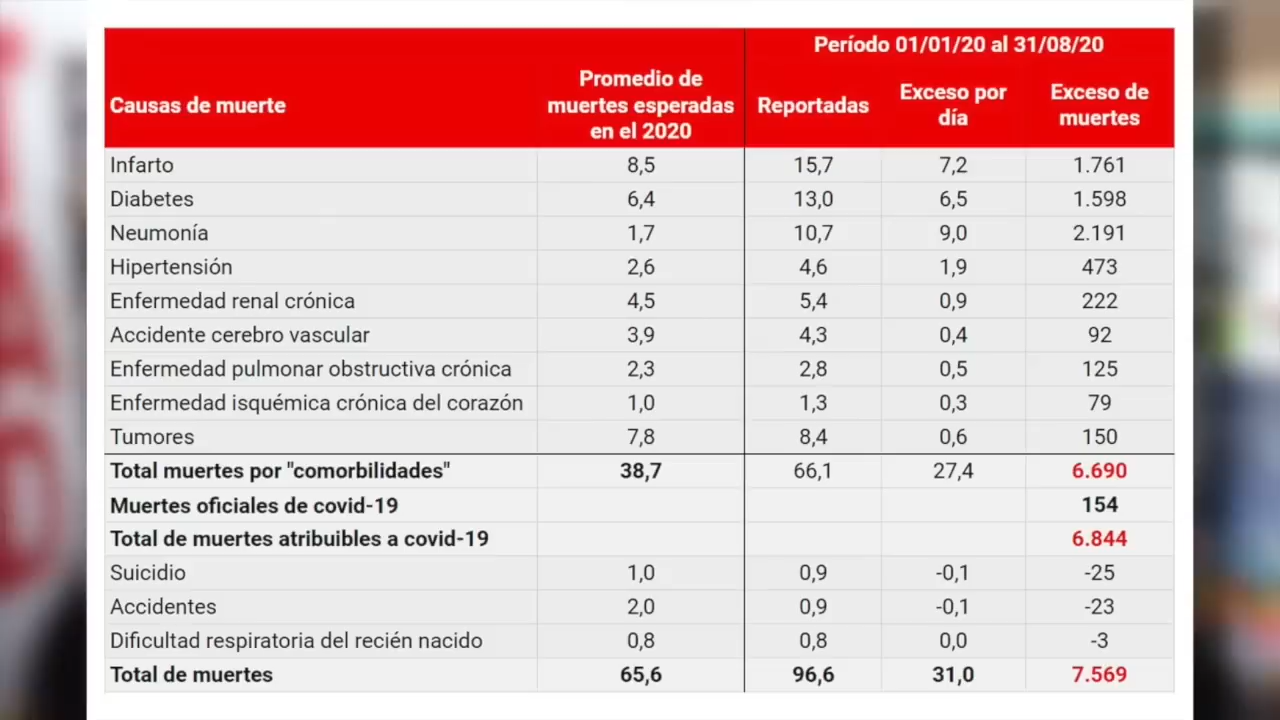 Período 01/01/20 al 31/08/20
Causas de muerte
Promedio de
muertes esperadas
en el 2020
Reportadas
Exceso por
día
Exceso de
muertes
Infarto 8,5 15,7 7,2 1.761
Diabetes 6,4 13,0 6,5 1.598
Neumonía 1,7 10,7 9,0 2.191
Hipertensión 2,6 4,6 1,9 473
Enfermedad renal crónica 4,5 5,4 0,9 222
Accidente cerebro vascular 3,9 4,3 0,4 92
Enfermedad pulmonar obstructiva crónica 2,3 2,8 0,5 125
Enfermedad isquémica crónica del corazón 1,0 1,3 0,3 79
Tumores 7,8 8,4 0,6 150
Total muertes por "comorbilidades" 38,7 66,1 27,4 6.690
Muertes oficiales de covid-19 154
Total de muertes atribuibles a covid-19 6.844
Suicidio 1,0 0,9 -0,1 -25
Accidentes 2,0 0,9 -0,1 -23
Dificultad respiratoria del recién nacido 0,8 0,8 0,0 -3
Total de muertes 65,6 96,6 31,0 7.569